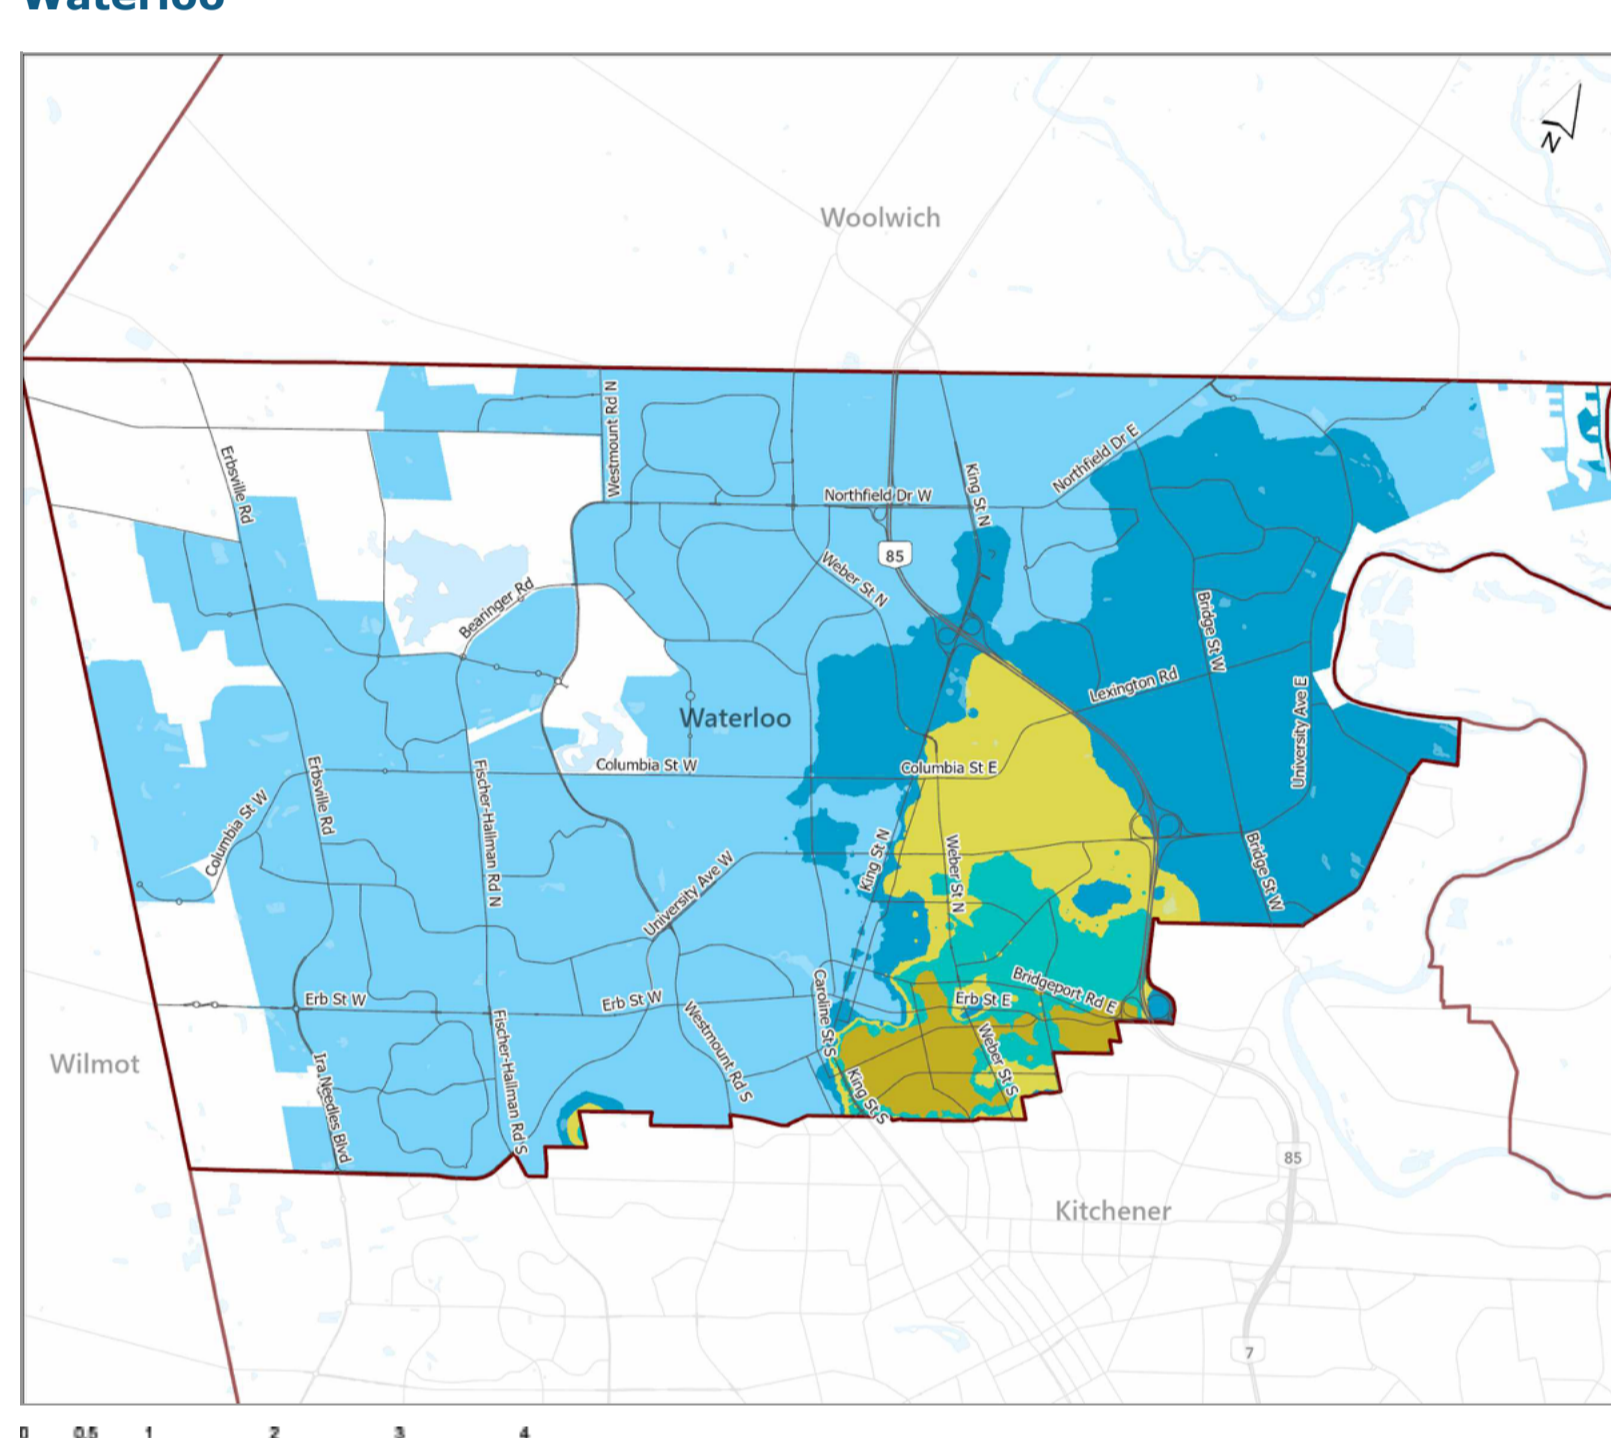 Waterloo
N
Woolwich
Westmount Rd N
Erbsville Rd
Northfield Dr E
King St N
Northfield Dr W
85
Weber St N
Bearinger Rd
Bridge St W
Lexington Rd
University Ave E
Waterloo
Columbia St W
Columbia St E
Erbsville Rd
Fischer-Hallman Rd N
Columbia St W
King St N
Weber St N
Bridge St W
University Ave W
Caroline St S
Bridgeport Rd E
Erb St W
Erb St W
Erb St E
Westmount Rd S
Fischer-Hallman Rd S
Weber St S
Wilmot
Ira Needles Blvd
King St S
85
Kitchener
7
0 0.5 1 2 3 4